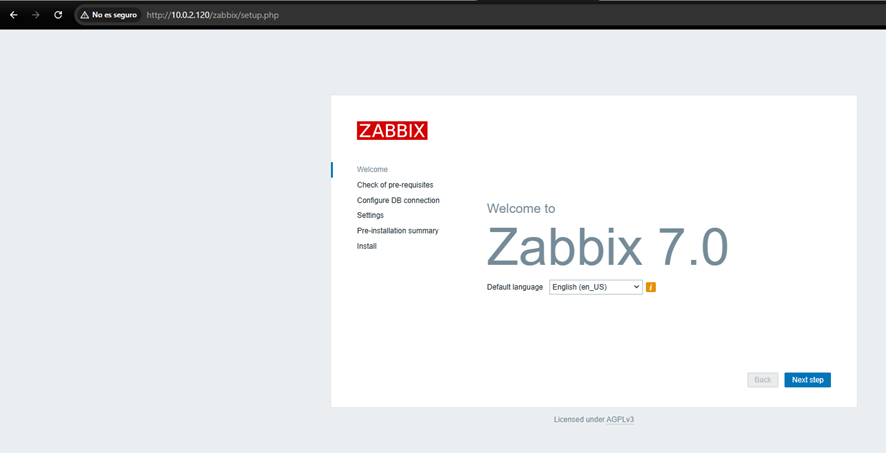 No es seguro http://10.0.2.120/zabbix/setup.php
ZABBIX
Welcome
Check of pre-requisites
Configure DB connection
Settings
Pre-installation summary
Install
Welcome to
Zabbix 7.0
Default language English (en_US) i
Back Next step
Licensed under AGPLv3